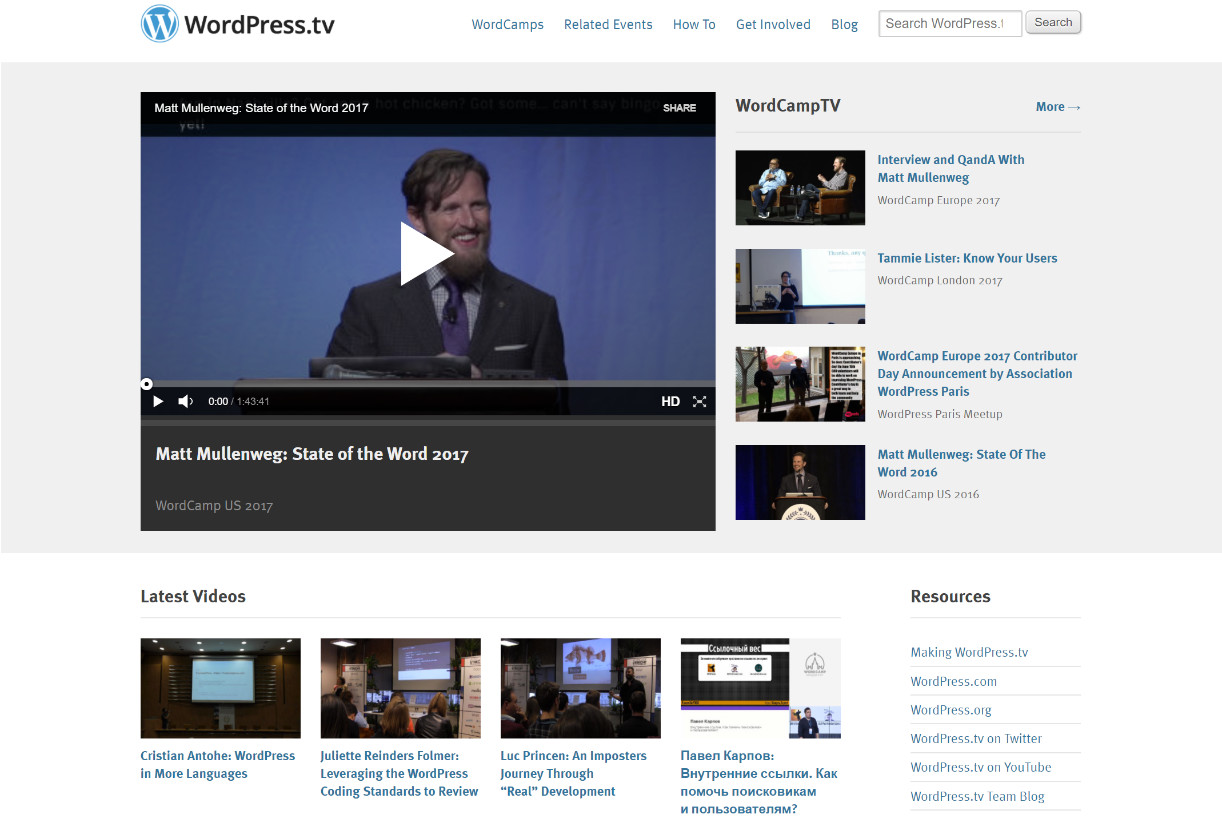 WordPress.tv
WordCamps Related Events How To Get Involved Blog Search WordPress.t Search
hot chicken? Got some... can't say bingo
Matt Mullenweg: State of the Word 2017 SHARE
yeti
0:00 / 1:43:41 HD
Matt Mullenweg: State of the Word 2017
WordCamp US 2017
WordCampTV More →
Interview and QandA With
Matt Mullenweg
WordCamp Europe 2017
Tammie Lister: Know Your Users
WordCamp London 2017
WordCamp Europe 2017 Contributor
Day Announcement by Association
WordPress Paris
WordPress Paris Meetup
Matt Mullenweg: State Of The
Word 2016
WordCamp US 2016
Latest Videos
Cristian Antohe: WordPress
in More Languages
Juliette Reinders Folmer:
Leveraging the WordPress
Coding Standards to Review
Luc Princen: An Imposters
Journey Through
“Real” Development
Ссылочный вес
Павел Карпов
Павел Карпов:
Внутренние ссылки. Как
помочь поисковикам
и пользователям?
Resources
Making WordPress.tv
WordPress.com
WordPress.org
WordPress.tv on Twitter
WordPress.tv on YouTube
WordPress.tv Team Blog